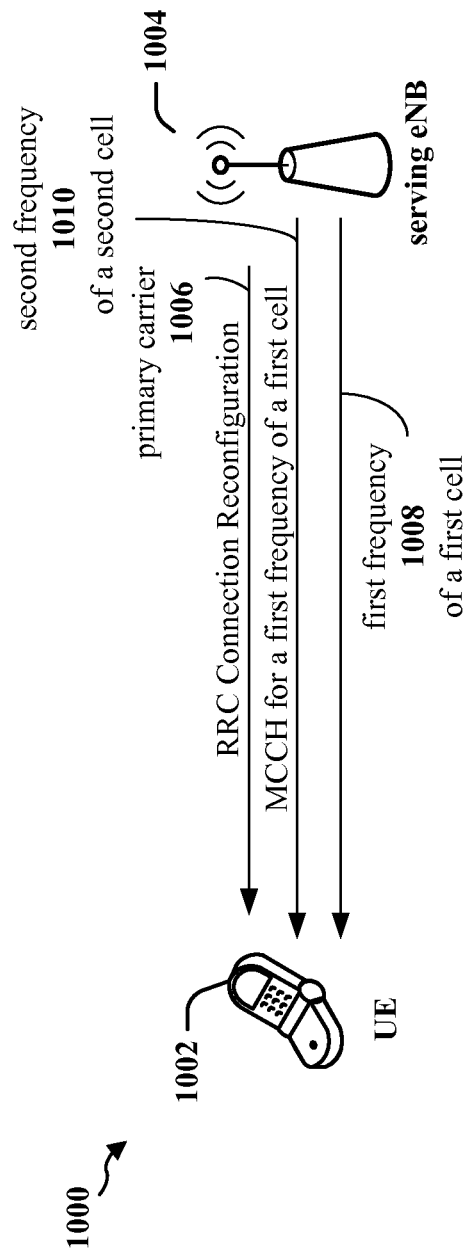 1000
1002
UE
second frequency
1010
of a second cell
primary carrier
1006
RRC Connection Reconfiguration
MCCH for a first frequency of a first cell
first frequency
1008
of a first cell
1004
serving eNB